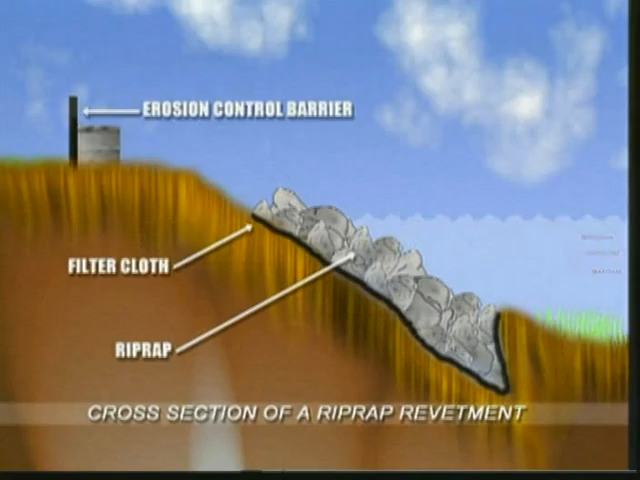 EROSION CONTROL BARRIER
FILTER CLOTH
RIPRAP
CROSS SECTION OF A RIPRAP REVETMENT